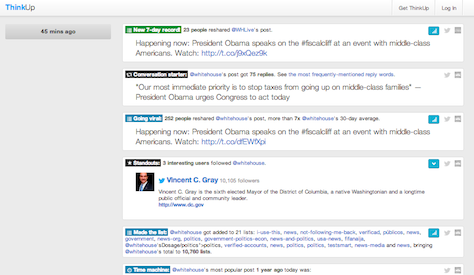 ThinkUp
Get ThinkUp
Log In
45 mins ago
New 7-day record! 23 people reshared @WHLive's post.
Happening now: President Obama speaks on the #fiscalcliff at an event with middle-class
Americans. Watch: http://t.co/j9xQez9k
Conversation starter: @whitehouse's post got 75 replies. See the most frequently-mentioned reply words.
"Our most immediate priority is to stop taxes from going up on middle-class families" —
President Obama urges Congress to act today
Going viral: 252 people reshared @whitehouse's post, more than 7x @whitehouse's 30-day average.
Happening now: President Obama speaks on the #fiscalcliff at an event with middle-class
Americans. Watch: http://t.co/dfEWfXpi
Standouts: 3 interesting users followed @whitehouse.
Vincent C. Gray 10,105 followers
Vincent C. Gray is the sixth elected Mayor of the District of Columbia, a native Washingtonian and a longtime
public official and community leader.
http://www.dc.gov
Made the list: @whitehouse got added to 21 lists: i-use-this, news, not-following-me-back, verificad, públicos, news,
government, news-org, politics, government-politics-econ, news-and-politics, use-news, ffanalja,
@whitehouse's politics, verified-accounts, news, politics, politics, testsmart, news-media and news, bringing
@whitehouse's total to 10,760 lists.
Time machine: @whitehouse's most popular post 1 year ago today was: